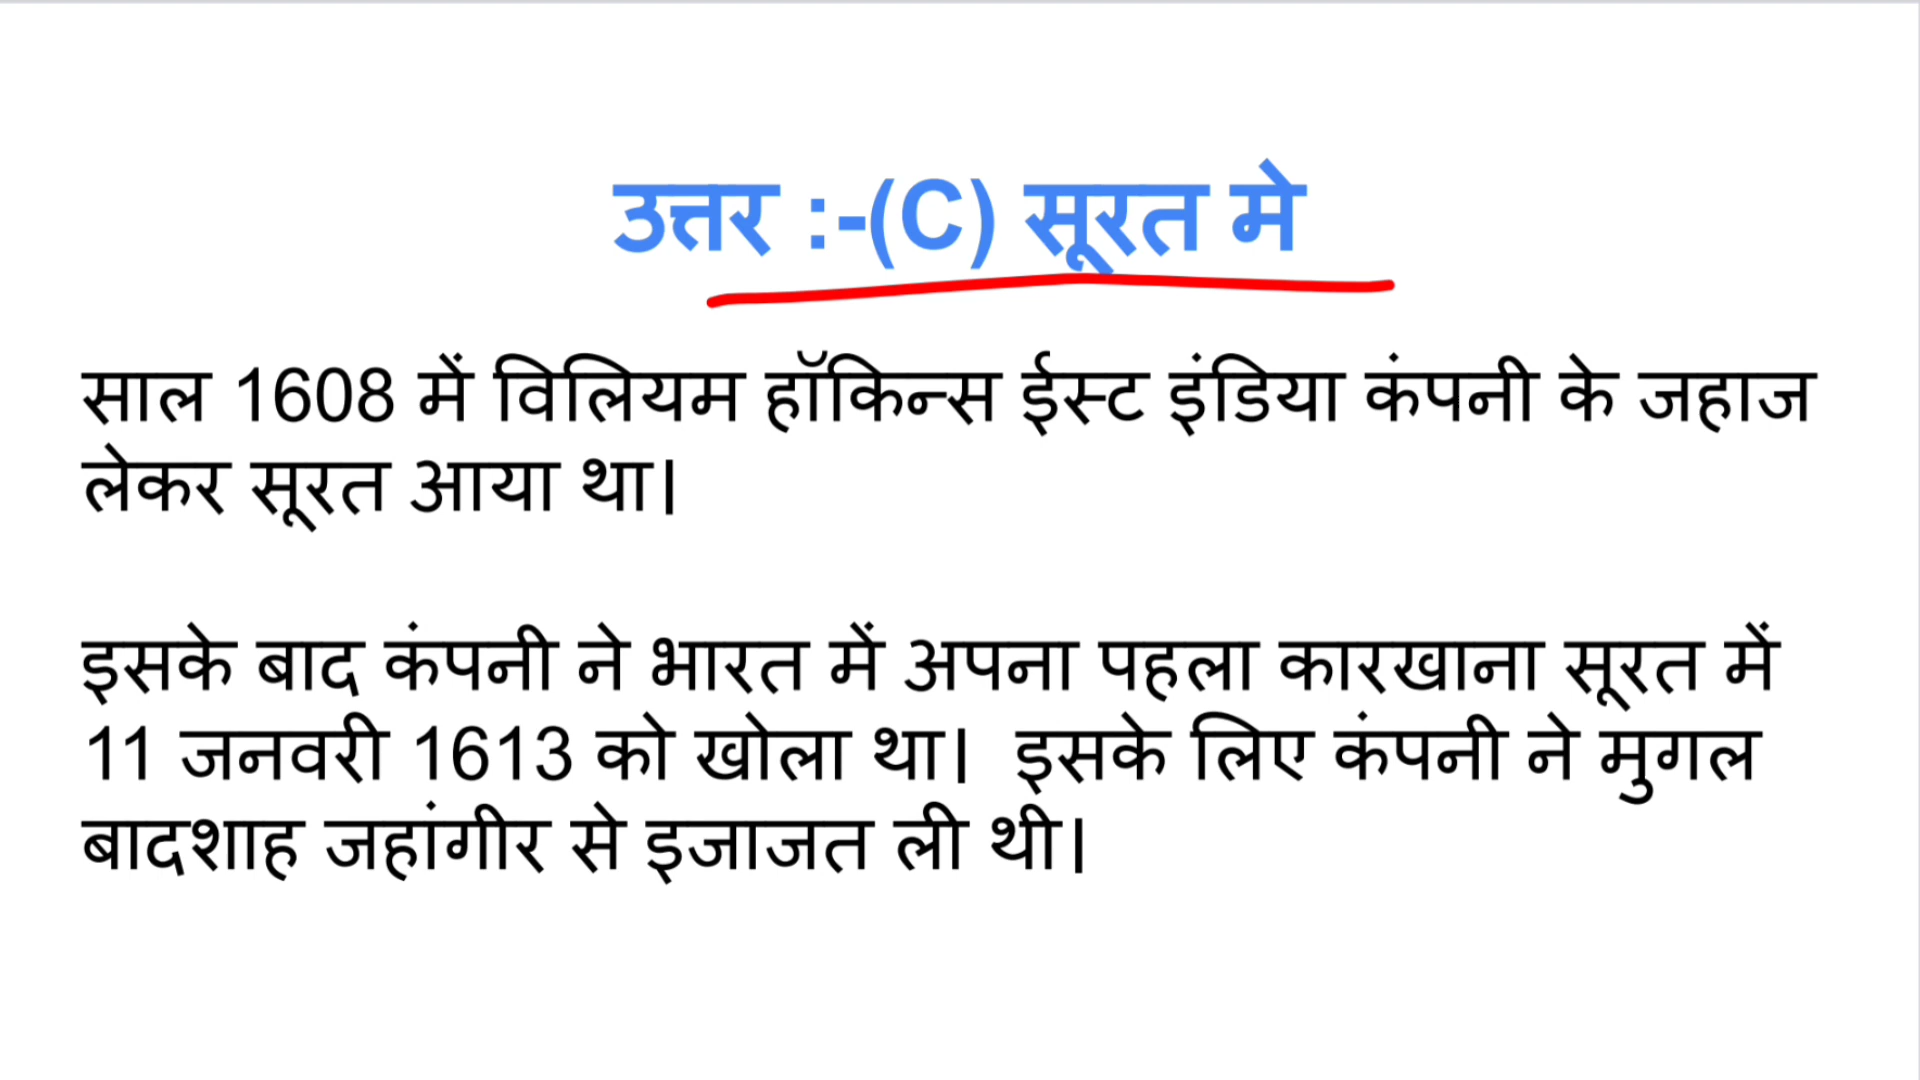 उत्तर :-(C) सूरत मे
साल 1608 में विलियम हॉकिन्स ईस्ट इंडिया कंपनी के जहाज
लेकर सूरत आया था।
इसके बाद कंपनी ने भारत में अपना पहला कारखाना सूरत में
11 जनवरी 1613 को खोला था। इसके लिए कंपनी ने मुगल
बादशाह जहांगीर से इजाजत ली थी।